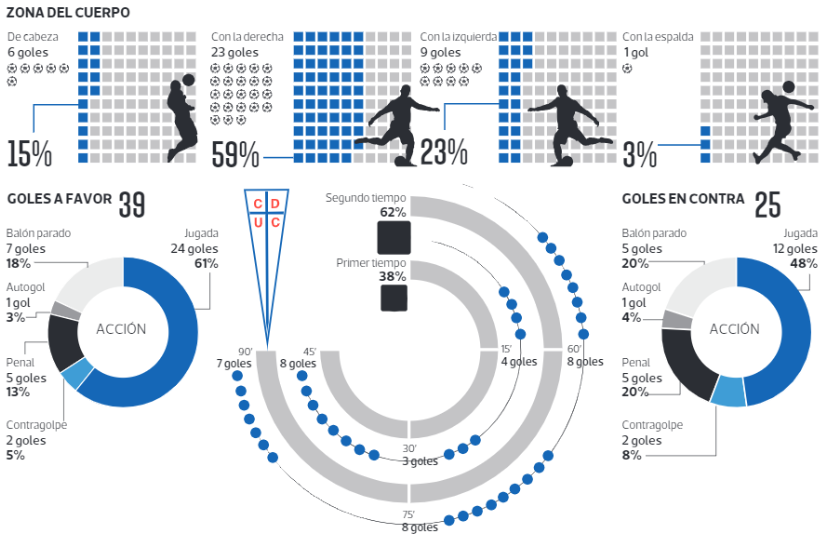 ZONA DEL CUERPO
De cabeza
6 goles
15%
Con la derecha
23 goles
59%
Con la izquierda
9 goles
23%
Con la espalda
1 gol
3%
GOLES A FAVOR 39
Balón parado
7 goles
18%
Autogol
1 gol
3%
Penal
5 goles
13%
Contragolpe
2 goles
5%
Jugada
24 goles
61%
ACCIÓN
C D
U C
Segundo tiempo
62%
Primer tiempo
38%
90'
7 goles
45'
8 goles
15'
4 goles
60'
8 goles
30'
3 goles
75'
8 goles
GOLES EN CONTRA 25
Balón parado
5 goles
20%
Autogol
1 gol
4%
Penal
5 goles
20%
Contragolpe
2 goles
8%
Jugada
12 goles
48%
ACCIÓN